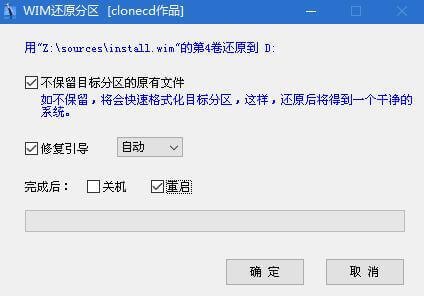 WIM还原分区 [clonecd作品]
用"Z:\sources\install.wim"的第4卷还原到 D:
不保留目标分区的原有文件
如不保留，将会快速格式化目标分区，这样，还原后将得到一个干净的
系统。
修复引导 自动
完成后： 关机 重启
确 定 取 消